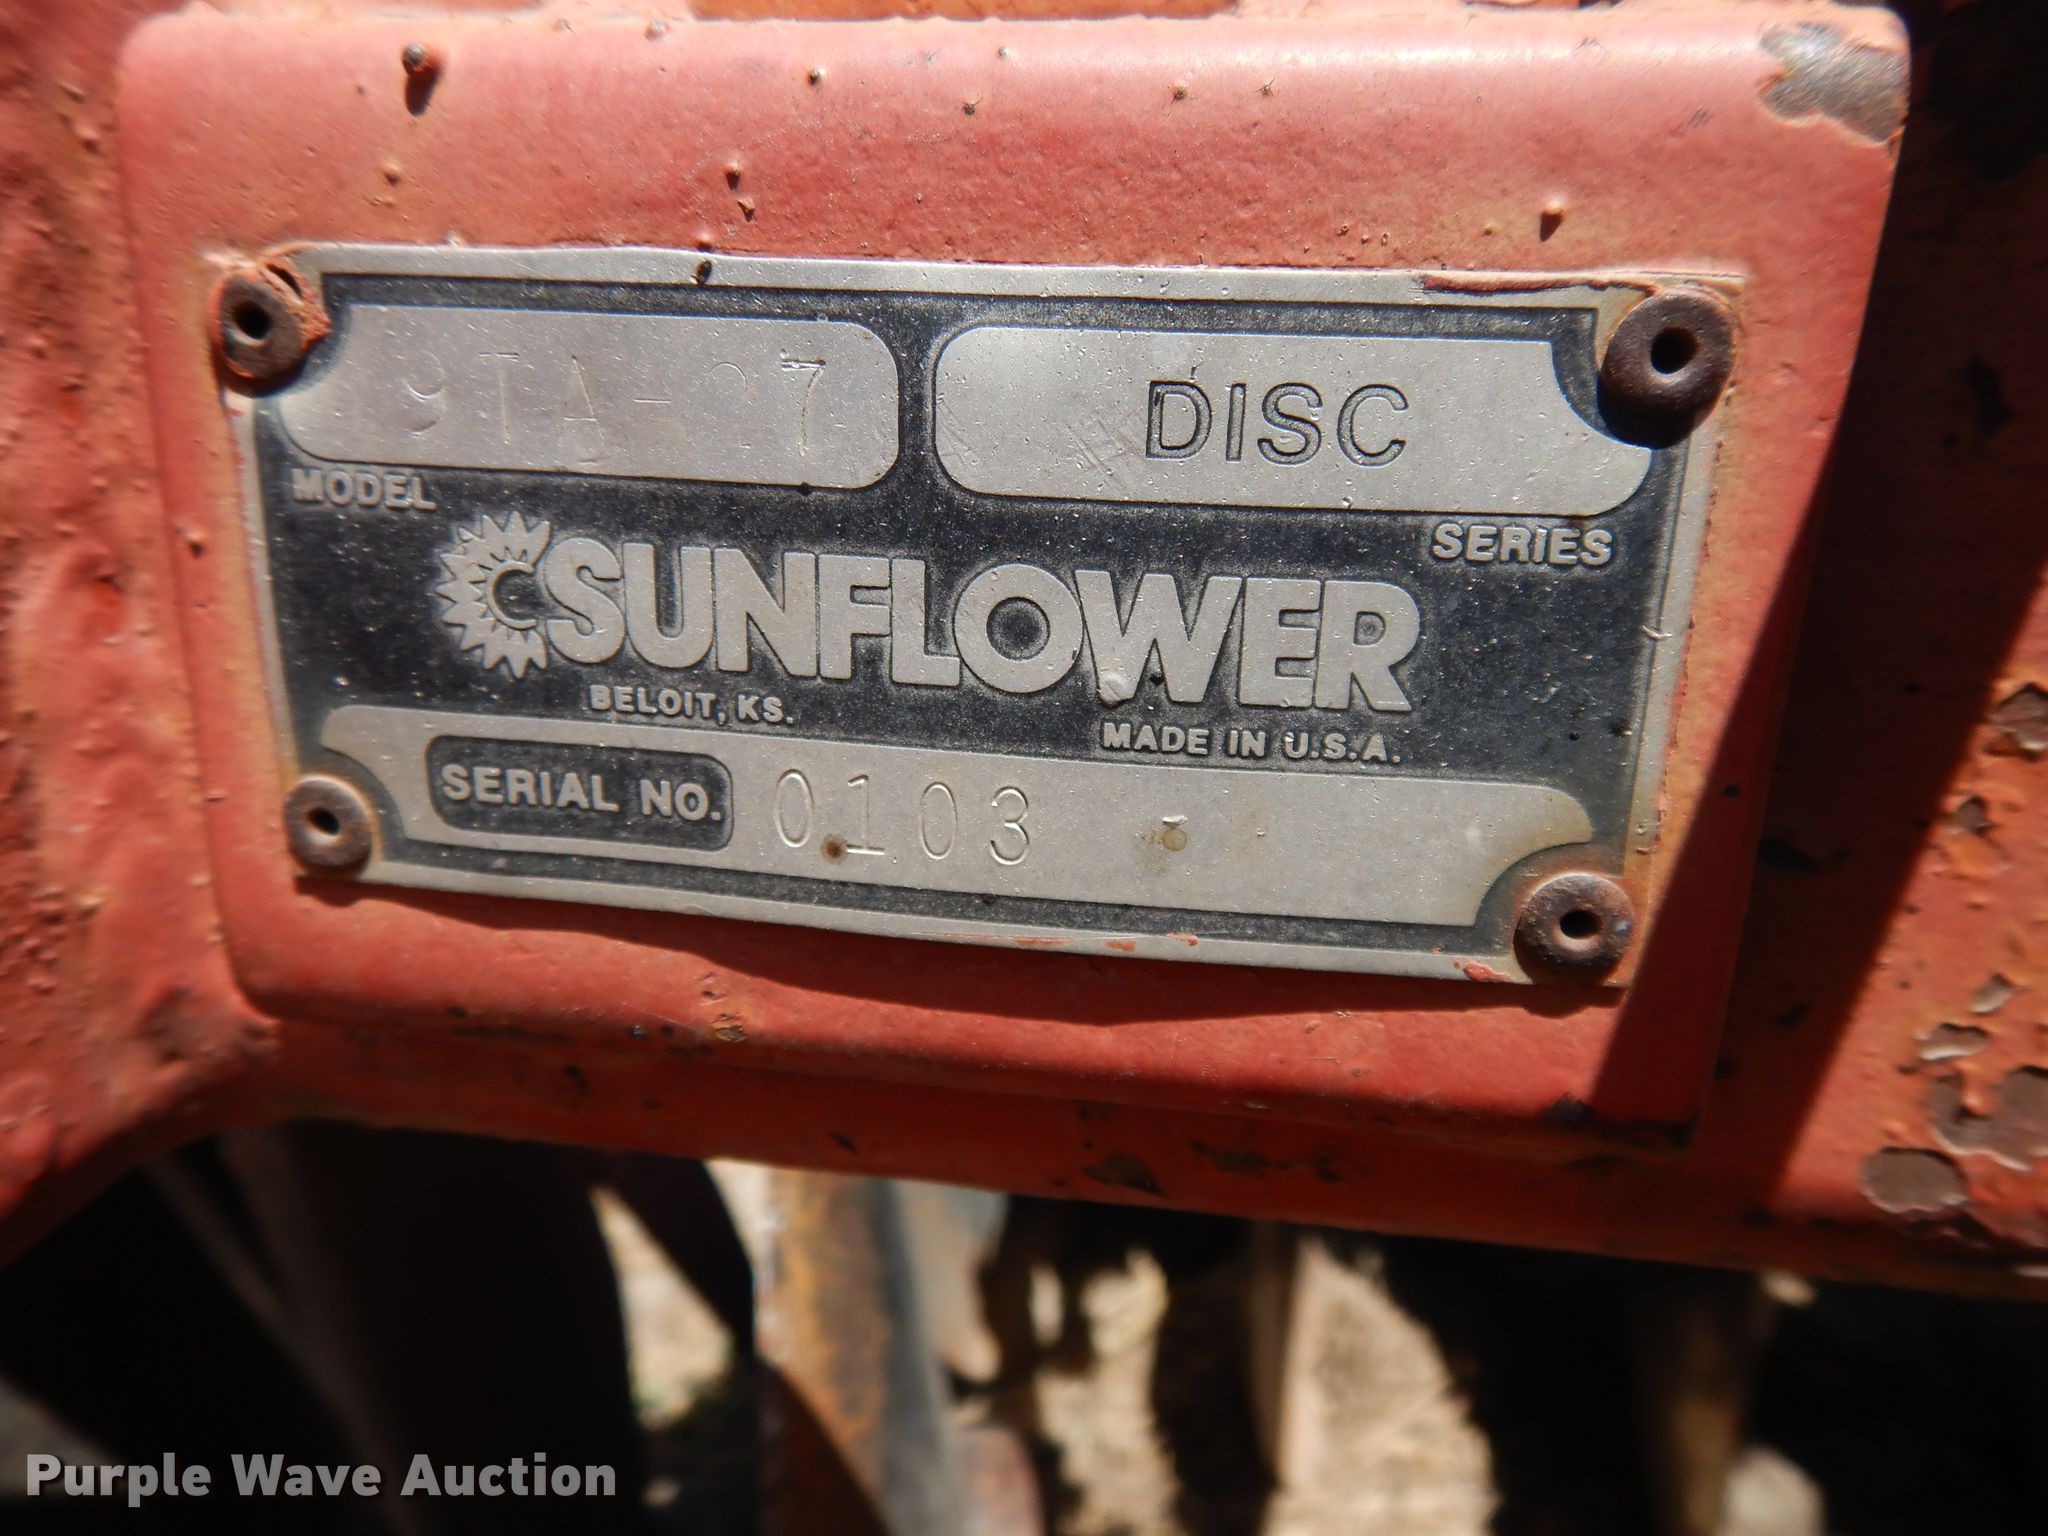 DISC
MODEL
SERIES
SUNFLOWER
BELOIT, KS.
MADE IN U.S.A.
SERIAL NO. 0103
Purple Wave Auction